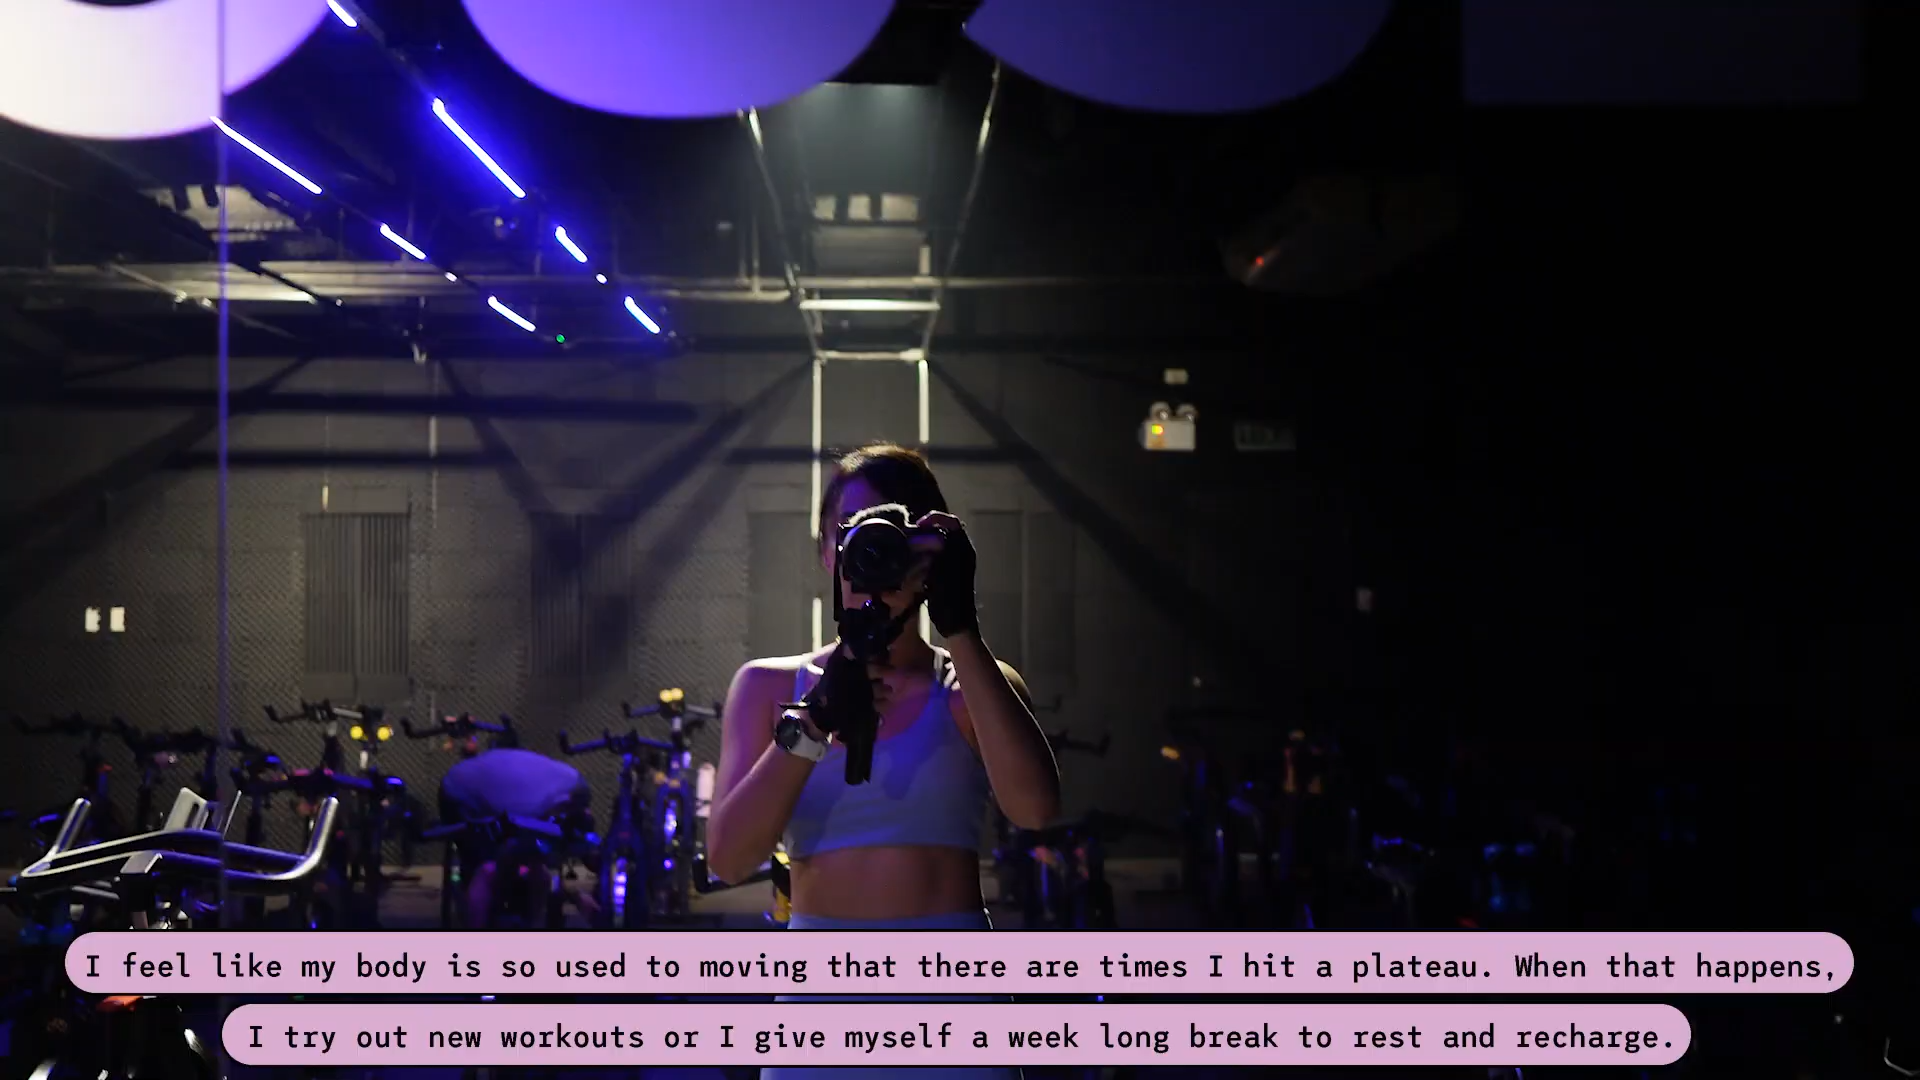 I feel like my body is so used to moving that there are times I hit a plateau. When that happens,
I try out new workouts or I give myself a week long break to rest and recharge.